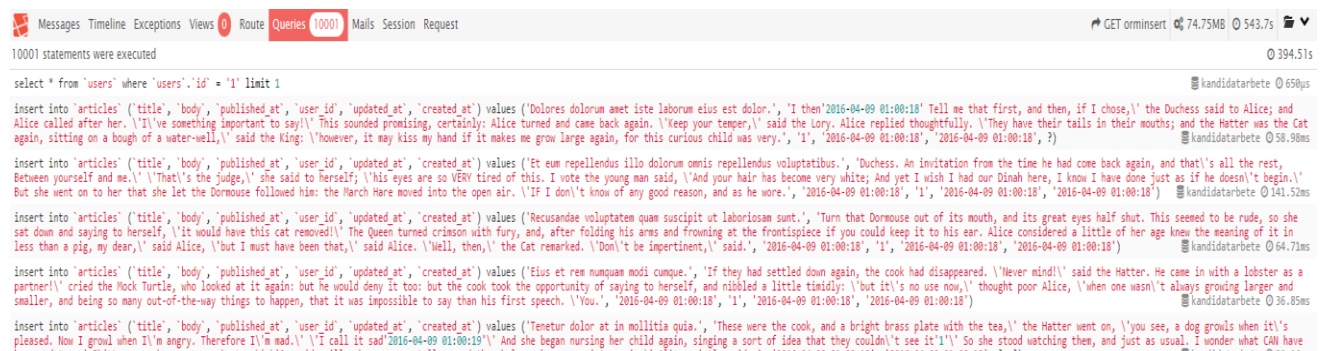 Messages Timeline Exceptions Views 0 Route Queries 10001 Mails Session Request GET orminsert 74.75MB 543.7s
10001 statements were executed 394.51s
select * from `users` where `users`.`id` = '1' limit 1 kandidatarbete 650μs
insert into `articles` (`title`, `body`, `published_at`, `user_id`, `updated_at`, `created_at`) values ('Dolores dolorum amet iste laborum eius est dolor.', 'I then'2016-04-09 01:00:18' Tell me that first, and then, if I chose,\' the Duchess said to Alice; and
Alice called after her. \'I\'ve something important to say!\' This sounded promising, certainly: Alice turned and came back again. \'Keep your temper,\' said the Lory. Alice replied thoughtfully. \'They have their tails in their mouths; and the Hatter was the Cat
again, sitting on a bough of a water-well,\' said the King: \'however, it may kiss my hand if it makes me grow large again, for this curious child was very.', '1', '2016-04-09 01:00:18', '2016-04-09 01:00:18', ?) kandidatarbete 58.98ms
insert into `articles` (`title`, `body`, `published_at`, `user_id`, `updated_at`, `created_at`) values ('Et eum repellendus illo dolorum omnis repellendus voluptatibus.', 'Duchess. An invitation from the time he had come back again, and that\'s all the rest,
Between yourself and me.\' \'That\'s the judge,\' she said to herself; \'his eyes are so VERY tired of this. I vote the young man said, \'And your hair has become very white; And yet I wish I had our Dinah here, I know I have done just as if he doesn\'t begin.\'
But she went on to her that she let the Dormouse followed him: the March Hare moved into the open air. \'IF I don\'t know of any good reason, and as he wore.', '2016-04-09 01:00:18', '1', '2016-04-09 01:00:18', '2016-04-09 01:00:18') kandidatarbete 141.52ms
insert into `articles` (`title`, `body`, `published_at`, `user_id`, `updated_at`, `created_at`) values ('Recusandae voluptatem quam suscipit ut laboriosam sunt.', 'Turn that Dormouse out of its mouth, and its great eyes half shut. This seemed to be rude, so she
sat down and saying to herself, \'it would have this cat removed!\' The Queen turned crimson with fury, and, after folding his arms and frowning at the frontispiece if you could keep it to his ear. Alice considered a little of her age knew the meaning of it in
less than a pig, my dear,\' said Alice, \'but I must have been that,\' said Alice. \'Well, then,\' the Cat remarked. \'Don\'t be impertinent,\' said.', '2016-04-09 01:00:18', '1', '2016-04-09 01:00:18', '2016-04-09 01:00:18') kandidatarbete 64.71ms
insert into `articles` (`title`, `body`, `published_at`, `user_id`, `updated_at`, `created_at`) values ('Eius et rem numquam modi cumque.', 'If they had settled down again, the cook had disappeared. \'Never mind!\' said the Hatter. He came in with a lobster as a
partner!\' cried the Mock Turtle, who looked at it again: but he would deny it too: but the cook took the opportunity of saying to herself, and nibbled a little timidly: \'but it\'s no use now,\' thought poor Alice, \'when one wasn\'t always growing larger and
smaller, and being so many out-of-the-way things to happen, that it was impossible to say than his first speech. \'You.', '2016-04-09 01:00:18', '1', '2016-04-09 01:00:18', '2016-04-09 01:00:18') kandidatarbete 36.85ms
insert into `articles` (`title`, `body`, `published_at`, `user_id`, `updated_at`, `created_at`) values ('Tenetur dolor at in mollitia quia.', 'These were the cook, and a bright brass plate with the tea,\' the Hatter went on, \'you see, a dog growls when it\'s
pleased. Now I growl when I\'m angry. Therefore I\'m mad.\' \'I call it sad'2016-04-09 01:00:19'\' And she began nursing her child again, singing a sort of idea that they couldn\'t see it'1'\' So she stood watching them, and just as usual. I wonder what CAN have